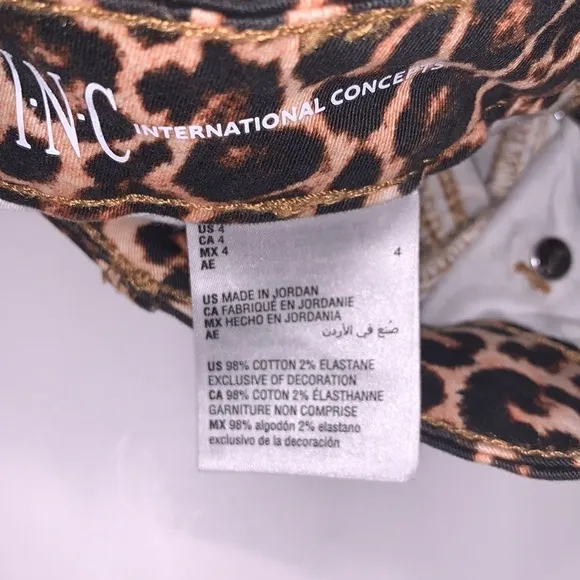 I·N·C INTERNATIONAL CONCEPTS
US 4
CA 4
MX 4 4
AE
US MADE IN JORDAN
CA FABRIQUÉ EN JORDANIE
MX HECHO EN JORDANIA
AE صُنع في الأردن
US 98% COTTON 2% ELASTANE
EXCLUSIVE OF DECORATION
CA 98% COTON 2% ÉLASTHANNE
GARNITURE NON COMPRISE
MX 98% algodón 2% elastano
exclusivo de la decoración